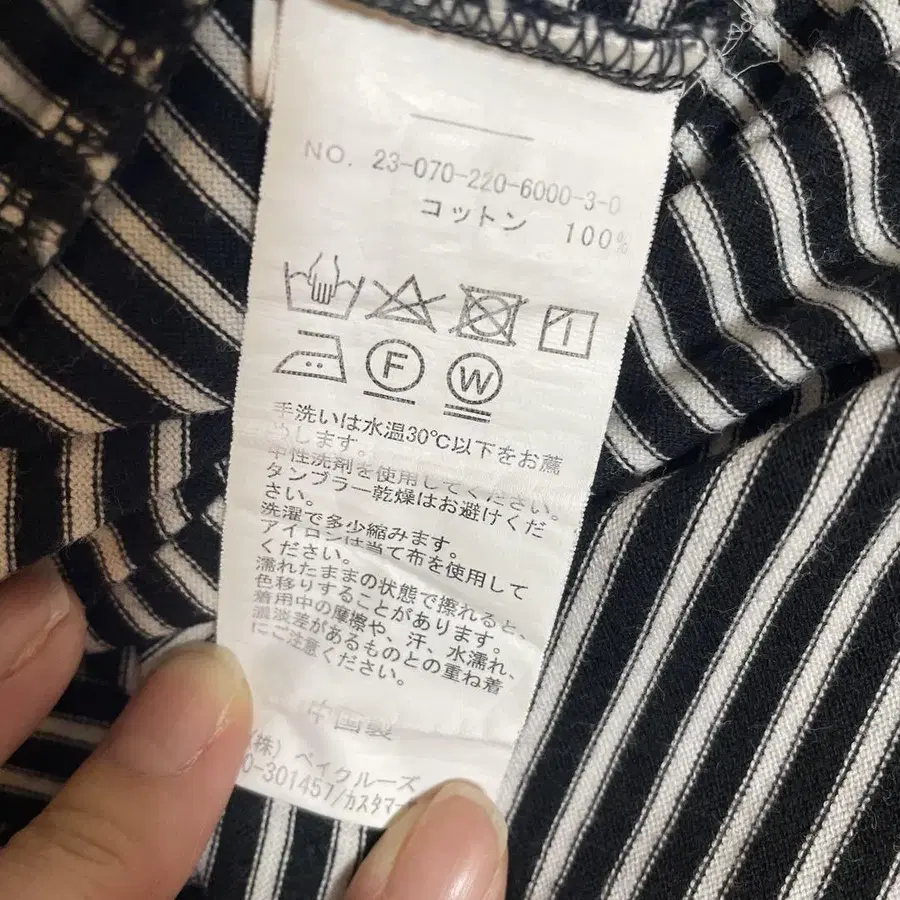 NO. 23-070-220-6000-3-0
コットン 100%
F
W
手洗いは水温30℃以下をお薦
めします。
中性洗剤を使用してください。
タンブラー乾燥はお避けくだ
さい。
洗濯で多少縮みます。
アイロンは当て布を使用して
ください。
濡れたままの状態で擦れると、
色移りすることがあります。
着用中の摩擦や、汗、水濡れ、
濃淡差があるものとの重ね着
にご注意ください。
中国製
(株) ベイクルーズ
0-301457/カスタマー